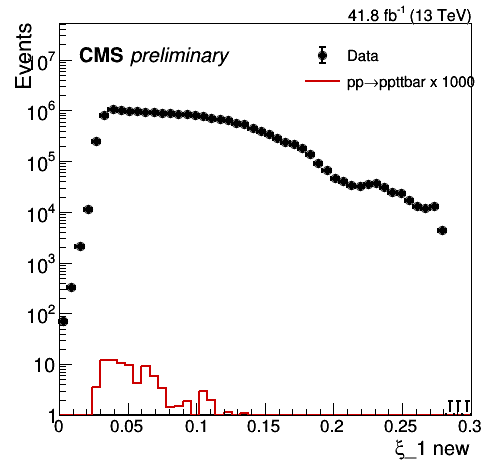 41.8 fb⁻¹ (13 TeV)
Events
CMS preliminary
Data
pp→ppttbar x 1000
10⁷
10⁶
10⁵
10⁴
10³
10²
10
1
0 0.05 0.1 0.15 0.2 0.25 0.3
ξ_1 new